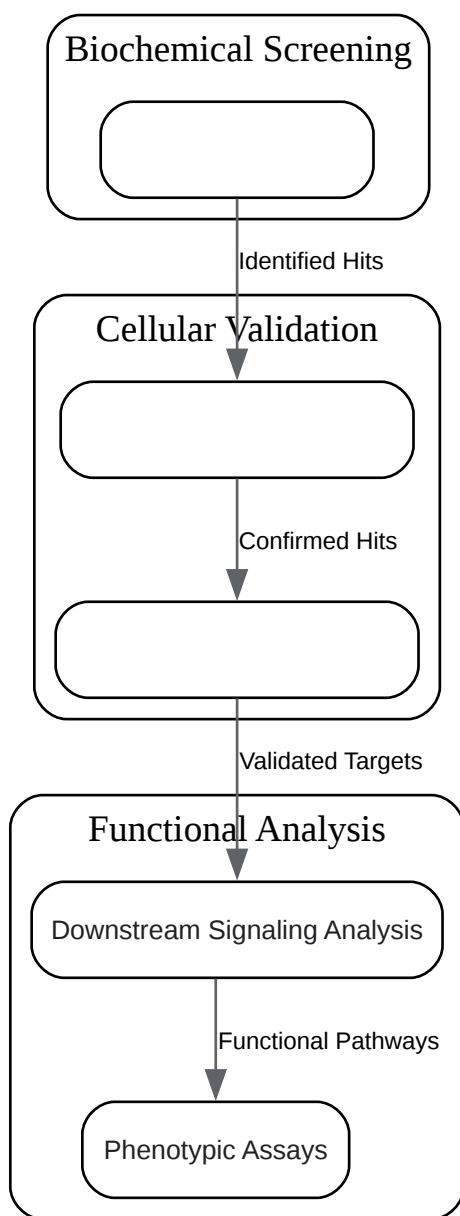 Biochemical Screening
Identified Hits
Cellular Validation
Confirmed Hits
Validated Targets
Functional Analysis
Downstream Signaling Analysis
Functional Pathways
Phenotypic Assays